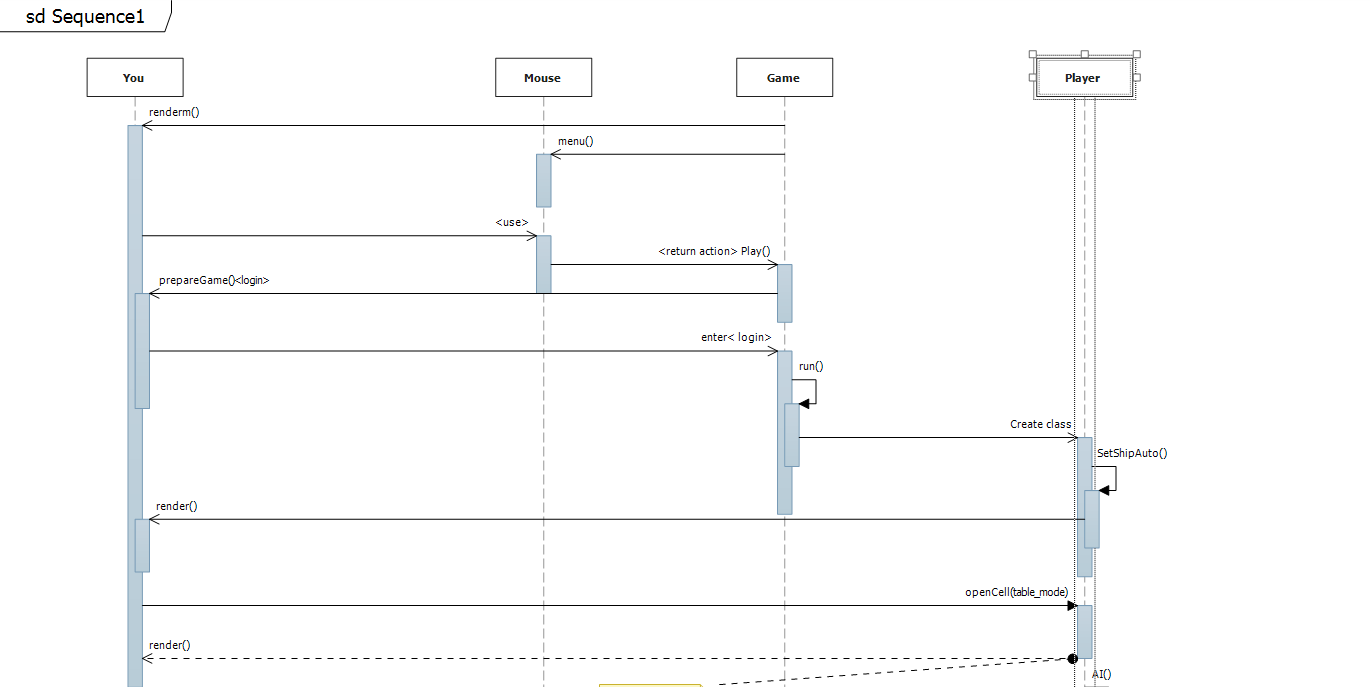 sd Sequence1
You
Mouse
Game
Player
renderm()
menu()
<use>
<return action> Play()
prepareGame()<login>
enter< login>
run()
Create class
SetShipAuto()
render()
openCell(table_mode)
render()
AI()